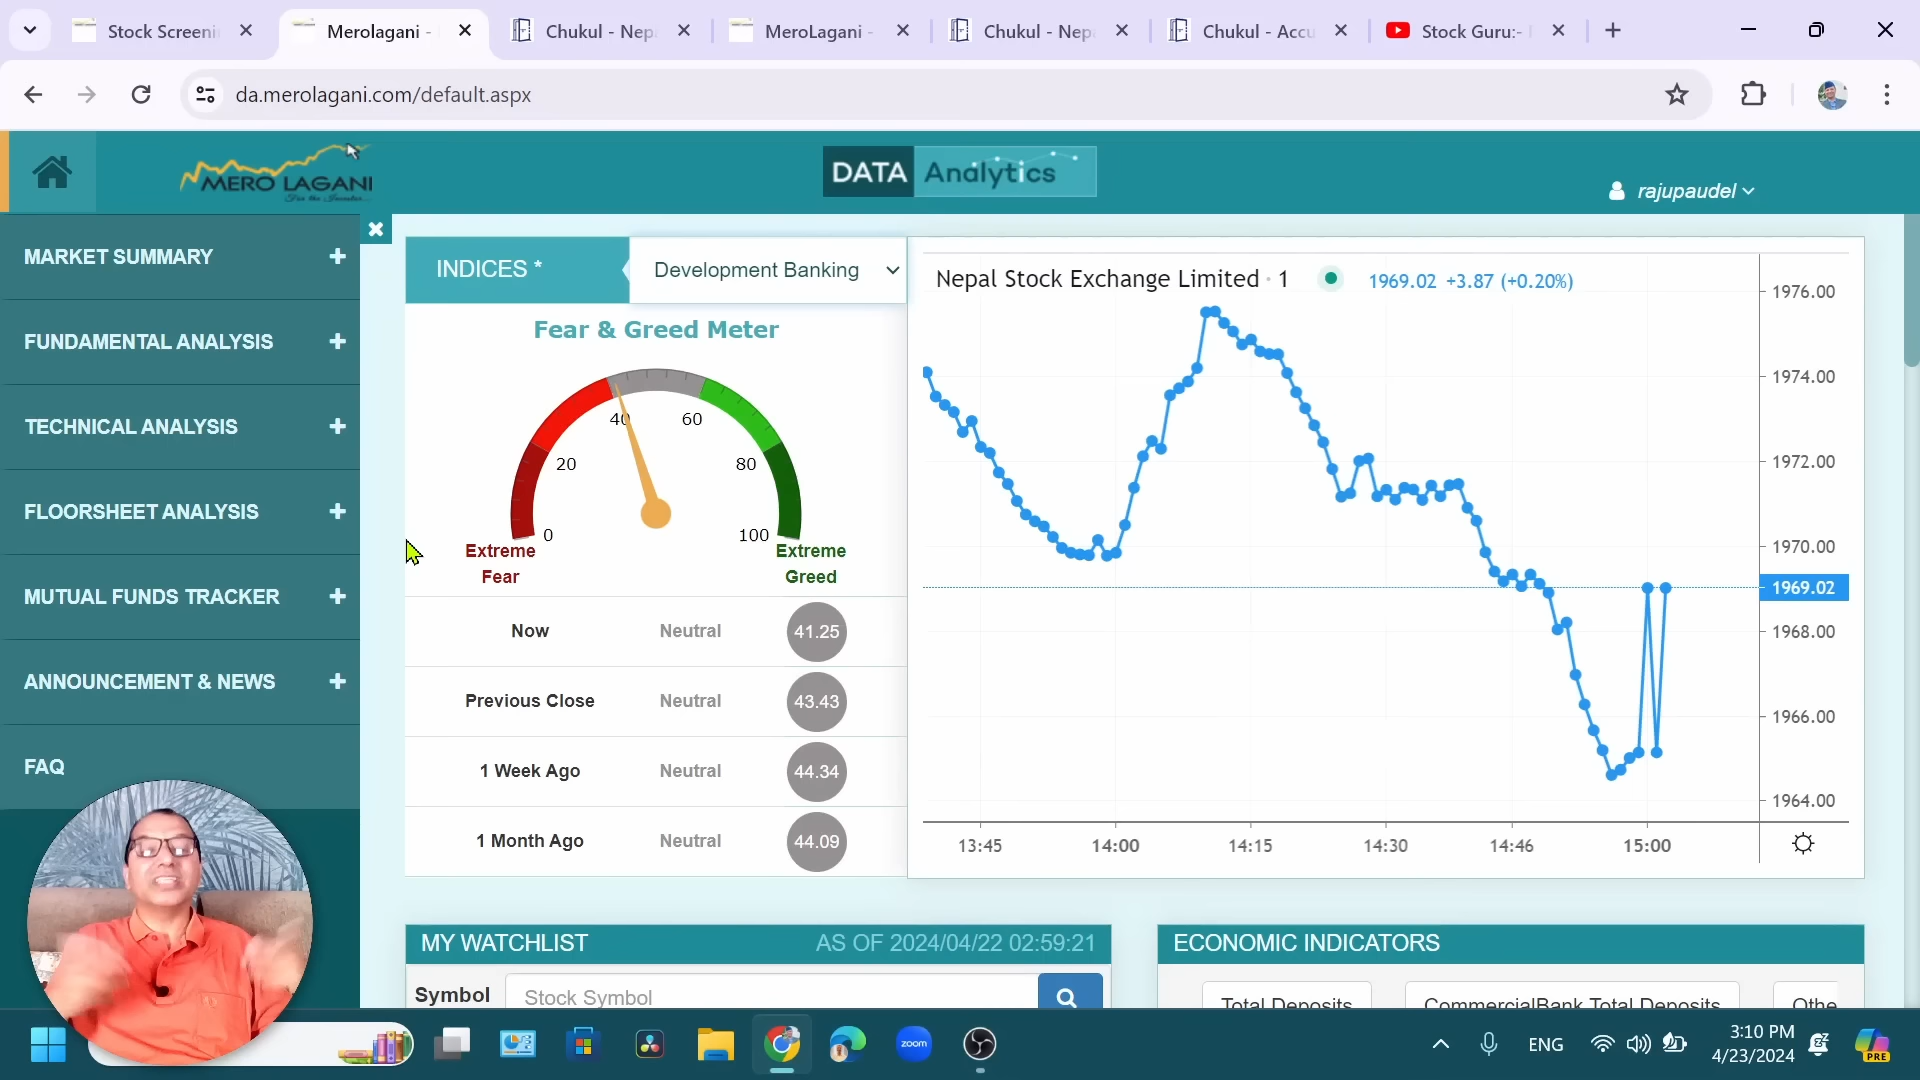 Stock Screeni
Merolagani -
Chukul - Nep
MeroLagani -
Chukul - Nep
Chukul - Accu
Stock Guru:-
da.merolagani.com/default.aspx
MERO LAGANI
For the Investor...
DATA Analytics
rajupaudel
MARKET SUMMARY
FUNDAMENTAL ANALYSIS
TECHNICAL ANALYSIS
FLOORSHEET ANALYSIS
MUTUAL FUNDS TRACKER
ANNOUNCEMENT & NEWS
FAQ
INDICES *
Development Banking
Fear & Greed Meter
0
20
40
60
80
100
Extreme Fear
Extreme Greed
Now Neutral 41.25
Previous Close Neutral 43.43
1 Week Ago Neutral 44.34
1 Month Ago Neutral 44.09
Nepal Stock Exchange Limited · 1
1969.02 +3.87 (+0.20%)
1976.00
1974.00
1972.00
1970.00
1969.02
1968.00
1966.00
1964.00
13:45 14:00 14:15 14:30 14:46 15:00
MY WATCHLIST
AS OF 2024/04/22 02:59:21
Symbol
Stock Symbol
ECONOMIC INDICATORS
Total Deposits
CommercialBank Total Deposits
Othe
zoom
ENG
3:10 PM
4/23/2024
PRE